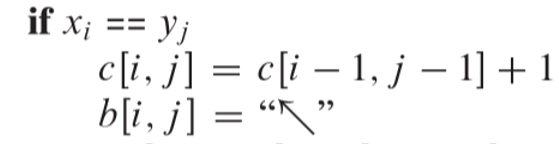 if xᵢ == yⱼ
c[i, j] = c[i − 1, j − 1] + 1
b[i, j] = “↖”